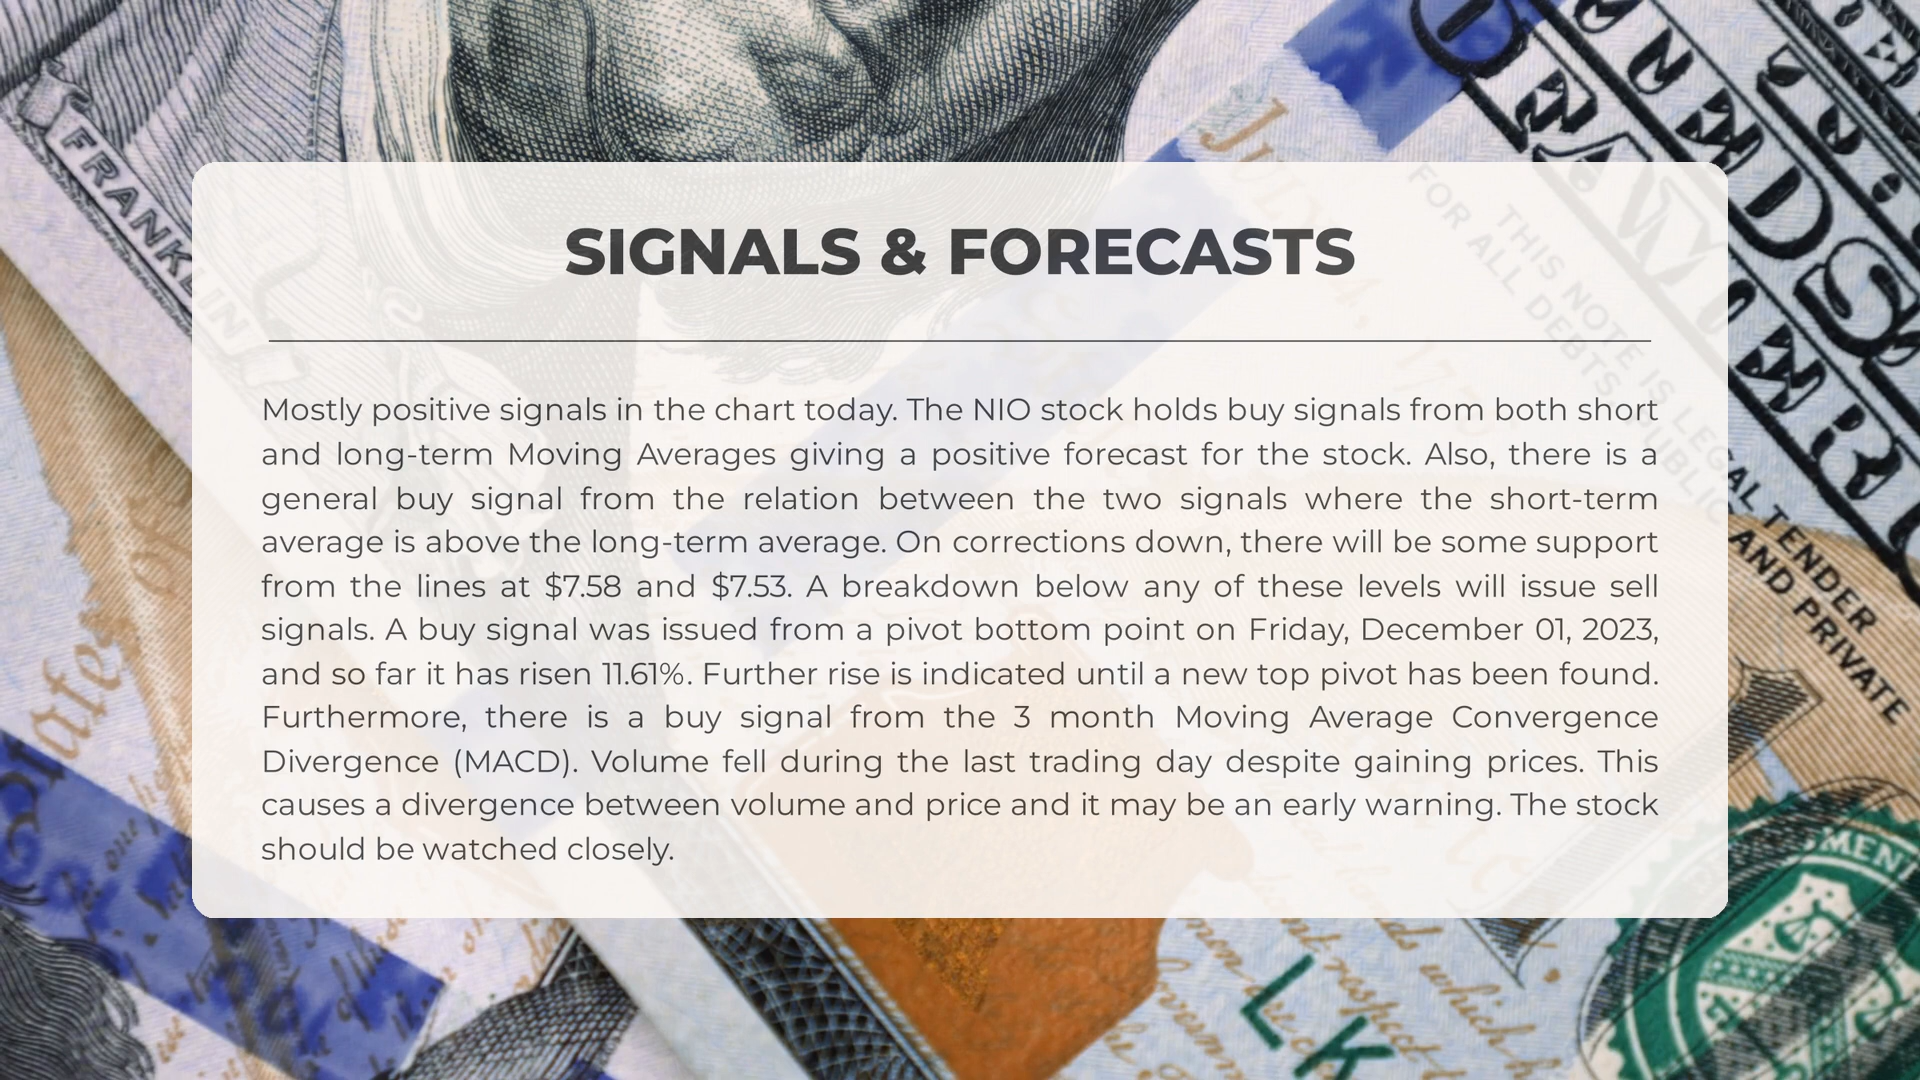 FRANKLIN
JULY 4, 1776
THIS NOTE IS LEGAL TENDER
FOR ALL DEBTS PUBLIC AND PRIVATE
SIGNALS & FORECASTS
Mostly positive signals in the chart today. The NIO stock holds buy signals from both short
and long-term Moving Averages giving a positive forecast for the stock. Also, there is a
general buy signal from the relation between the two signals where the short-term
average is above the long-term average. On corrections down, there will be some support
from the lines at $7.58 and $7.53. A breakdown below any of these levels will issue sell
signals. A buy signal was issued from a pivot bottom point on Friday, December 01, 2023,
and so far it has risen 11.61%. Further rise is indicated until a new top pivot has been found.
Furthermore, there is a buy signal from the 3 month Moving Average Convergence
Divergence (MACD). Volume fell during the last trading day despite gaining prices. This
causes a divergence between volume and price and it may be an early warning. The stock
should be watched closely.
LK